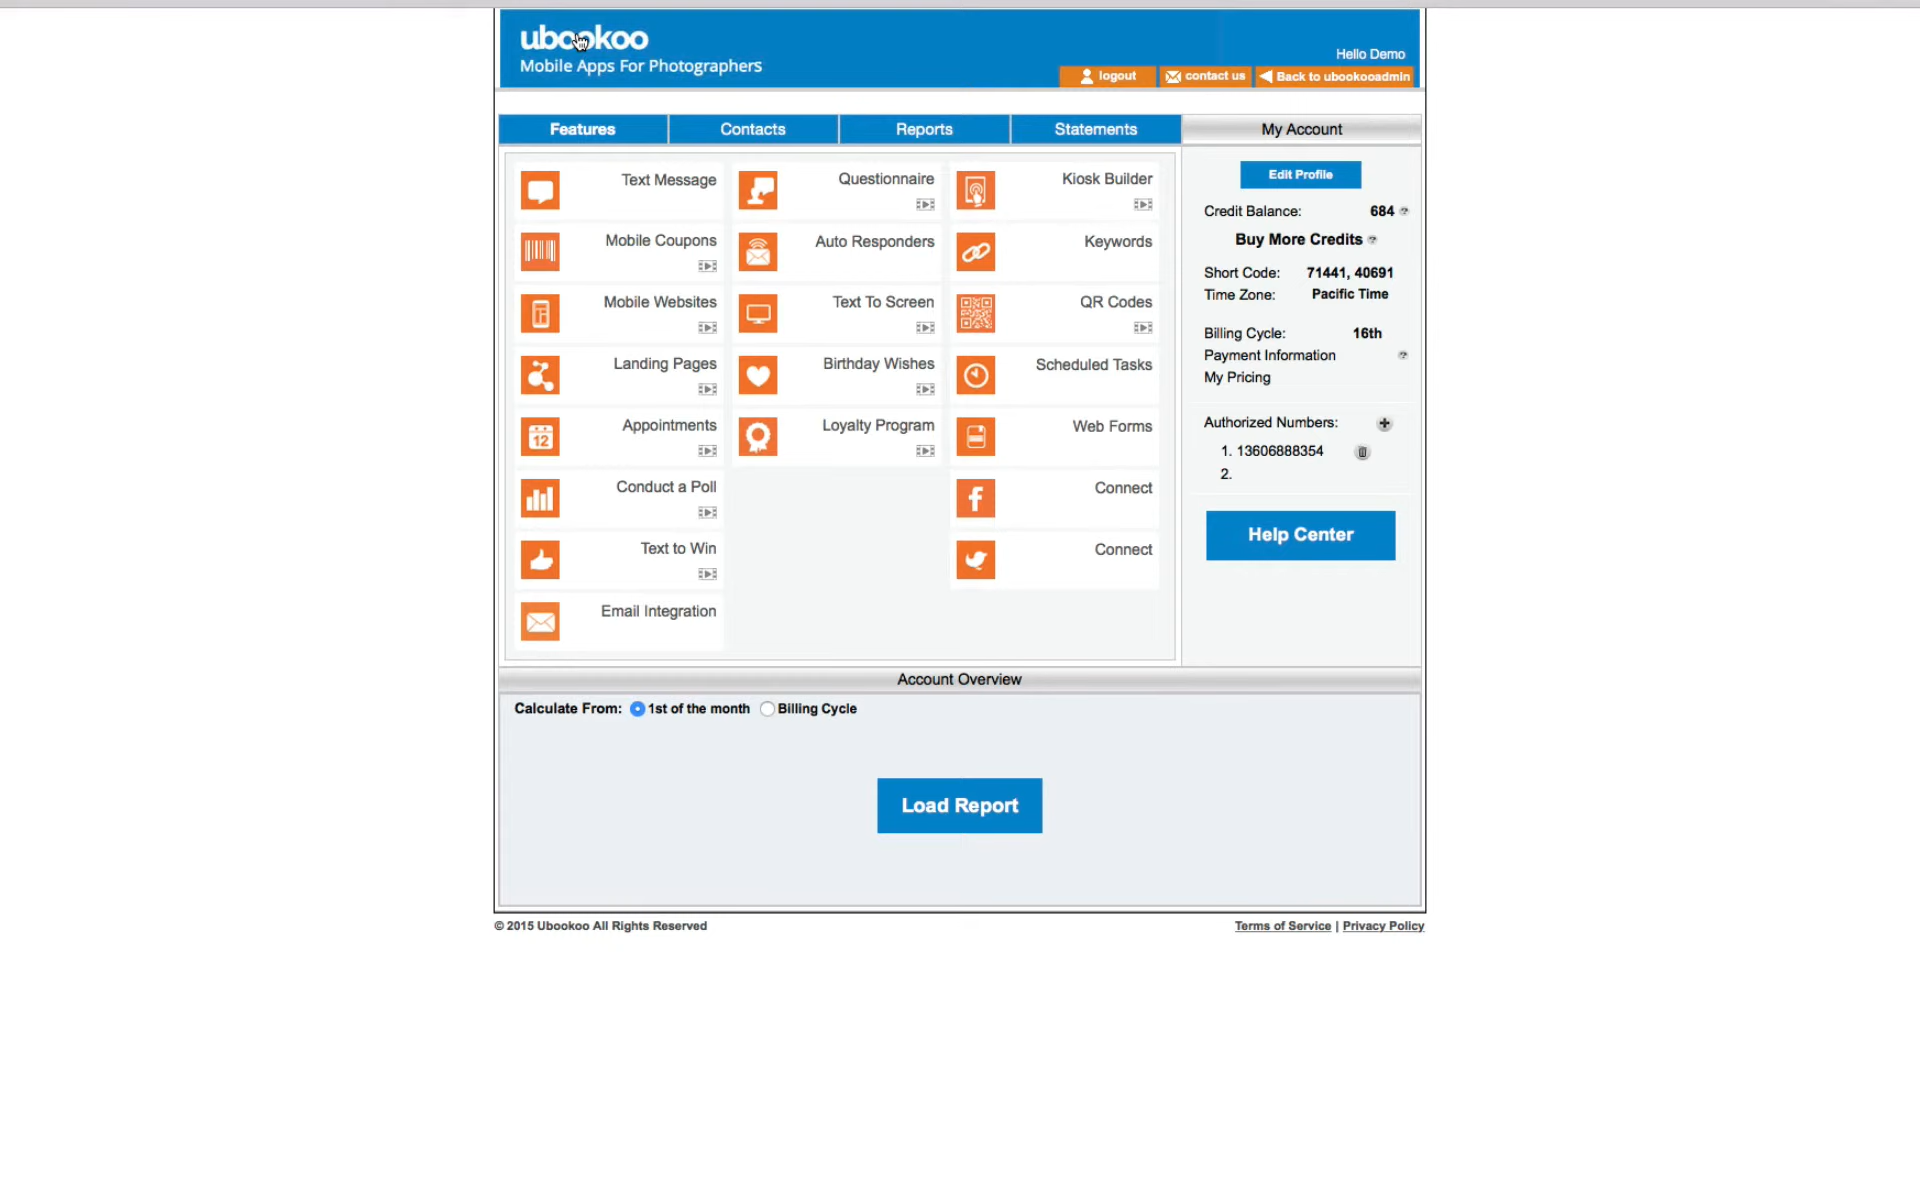 ubookoo
Mobile Apps For Photographers
Hello Demo
logout
contact us
Back to ubookooadmin
Features
Contacts
Reports
Statements
My Account
Text Message
Questionnaire
Kiosk Builder
Mobile Coupons
Auto Responders
Keywords
Mobile Websites
Text To Screen
QR Codes
Landing Pages
Birthday Wishes
Scheduled Tasks
Appointments
12
Loyalty Program
Web Forms
Conduct a Poll
Connect
Text to Win
Connect
Email Integration
Edit Profile
Credit Balance: 684 ?
Buy More Credits ?
Short Code: 71441, 40691
Time Zone: Pacific Time
Billing Cycle: 16th
Payment Information ?
My Pricing
Authorized Numbers:
1. 13606888354
2.
Help Center
Account Overview
Calculate From: 1st of the month Billing Cycle
Load Report
© 2015 Ubookoo All Rights Reserved
Terms of Service | Privacy Policy